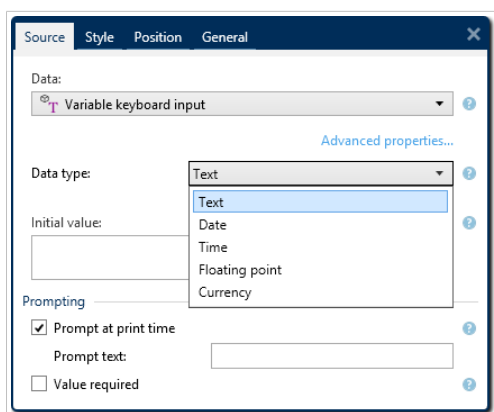 Source Style Position General
Data:
T Variable keyboard input
Advanced properties...
Data type: Text
Text
Initial value: Date
Time
Floating point
Currency
Prompting
Prompt at print time
Prompt text:
Value required